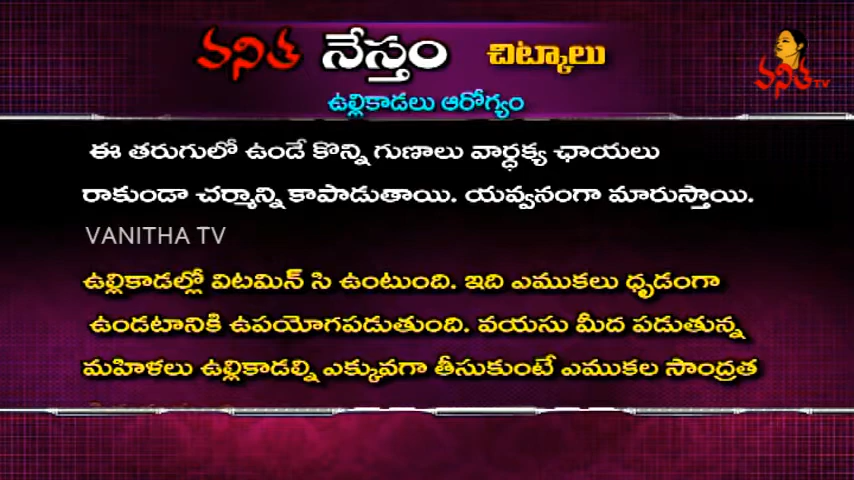 వనిత నేస్తం చిట్కాలు
వనిత TV
ఉల్లికాడలు ఆరోగ్యం
ఈ తరుగులో ఉండే కొన్ని గుణాలు వార్ధక్య ఛాయలు
రాకుండా చర్మాన్ని కాపాడుతాయి. యవ్వనంగా మారుస్తాయి.
VANITHA TV
ఉల్లికాడల్లో విటమిన్ సి ఉంటుంది. ఇది ఎముకలు ధృడంగా
ఉండటానికి ఉపయోగపడుతుంది. వయసు మీద పడుతున్న
మహిళలు ఉల్లికాడల్ని ఎక్కువగా తీసుకుంటే ఎముకల సాంద్రత